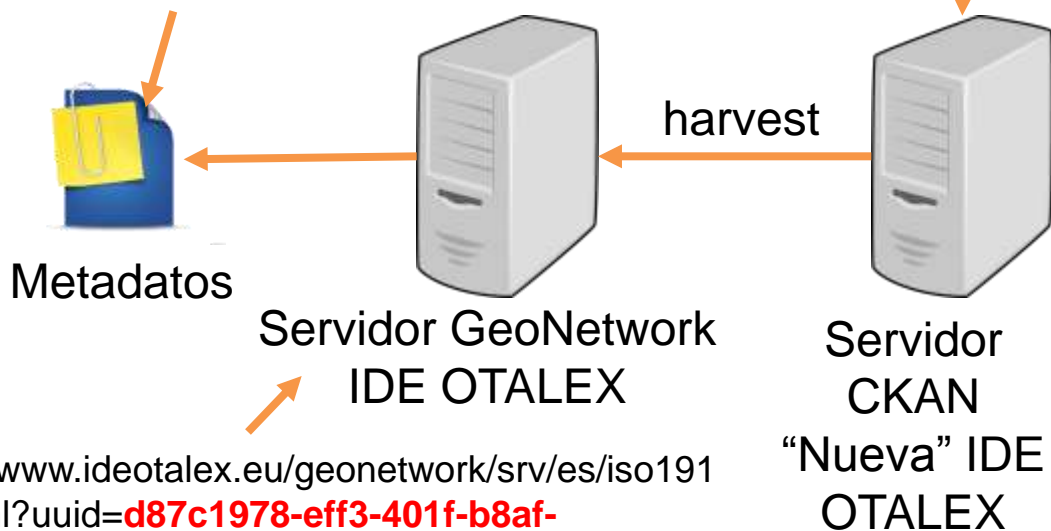 harvest
Metadatos
Servidor GeoNetwork
IDE OTALEX
Servidor
CKAN
“Nueva” IDE
OTALEX
www.ideotalex.eu/geonetwork/srv/es/iso191
l?uuid=d87c1978-eff3-401f-b8af-